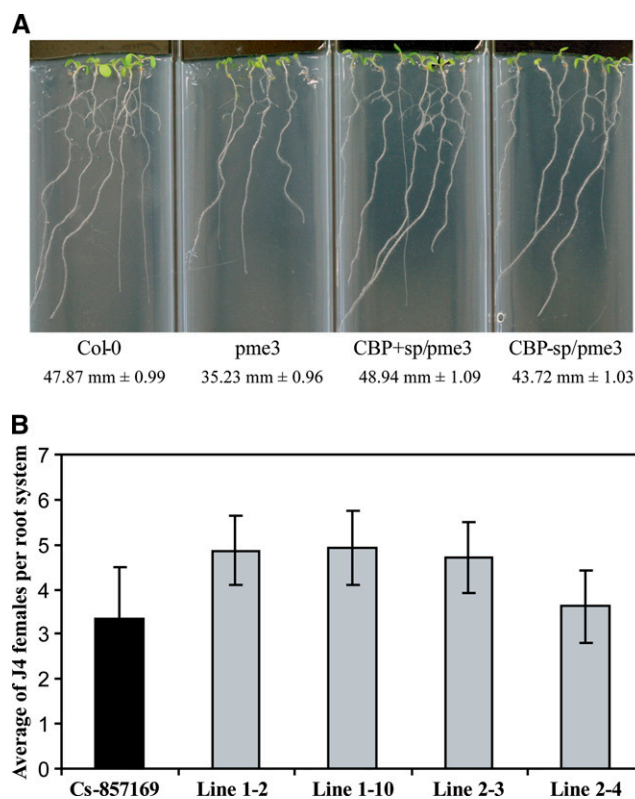 A
Col-0 pme3 CBP+sp/pme3 CBP-sp/pme3
47.87 mm ± 0.99 35.23 mm ± 0.96 48.94 mm ± 1.09 43.72 mm ± 1.03
B
Average of J4 females per root system
7
6
5
4
3
2
1
0
Cs-857169 Line 1-2 Line 1-10 Line 2-3 Line 2-4